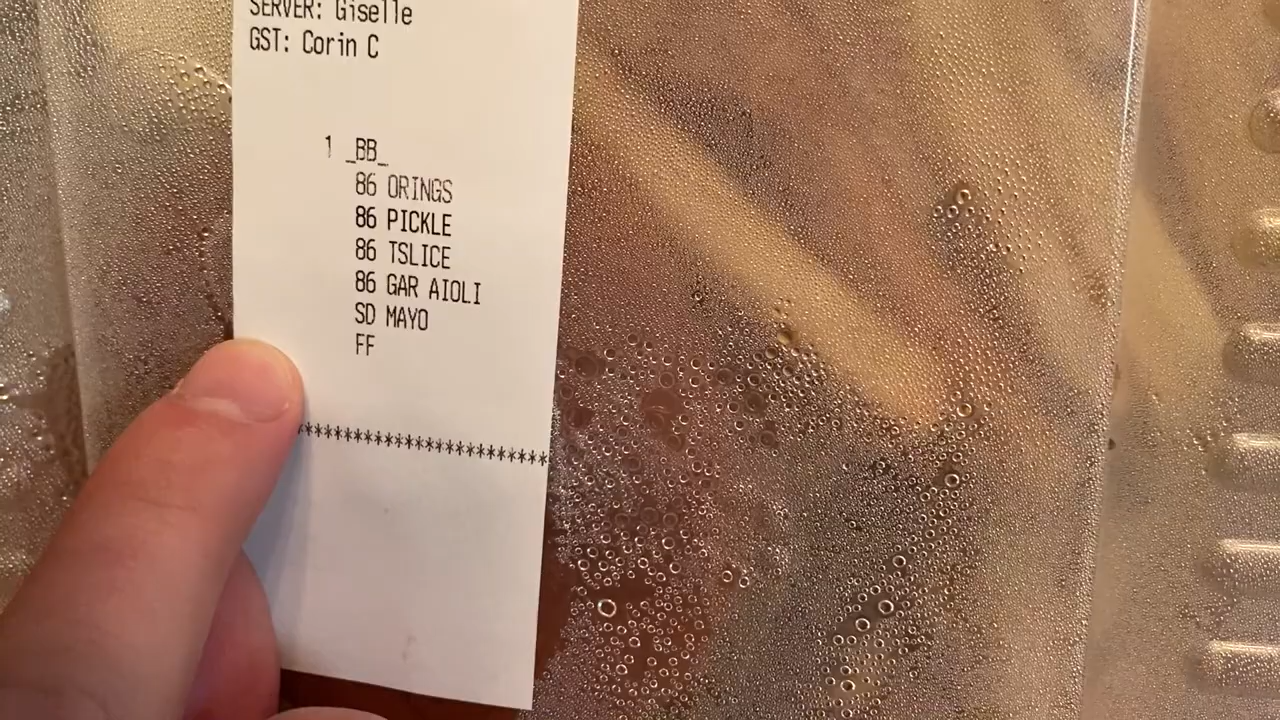 SERVER: Giselle
GST: Corin C
1 _BB_
86 ORINGS
86 PICKLE
86 TSLICE
86 GAR AIOLI
SD MAYO
FF
************************